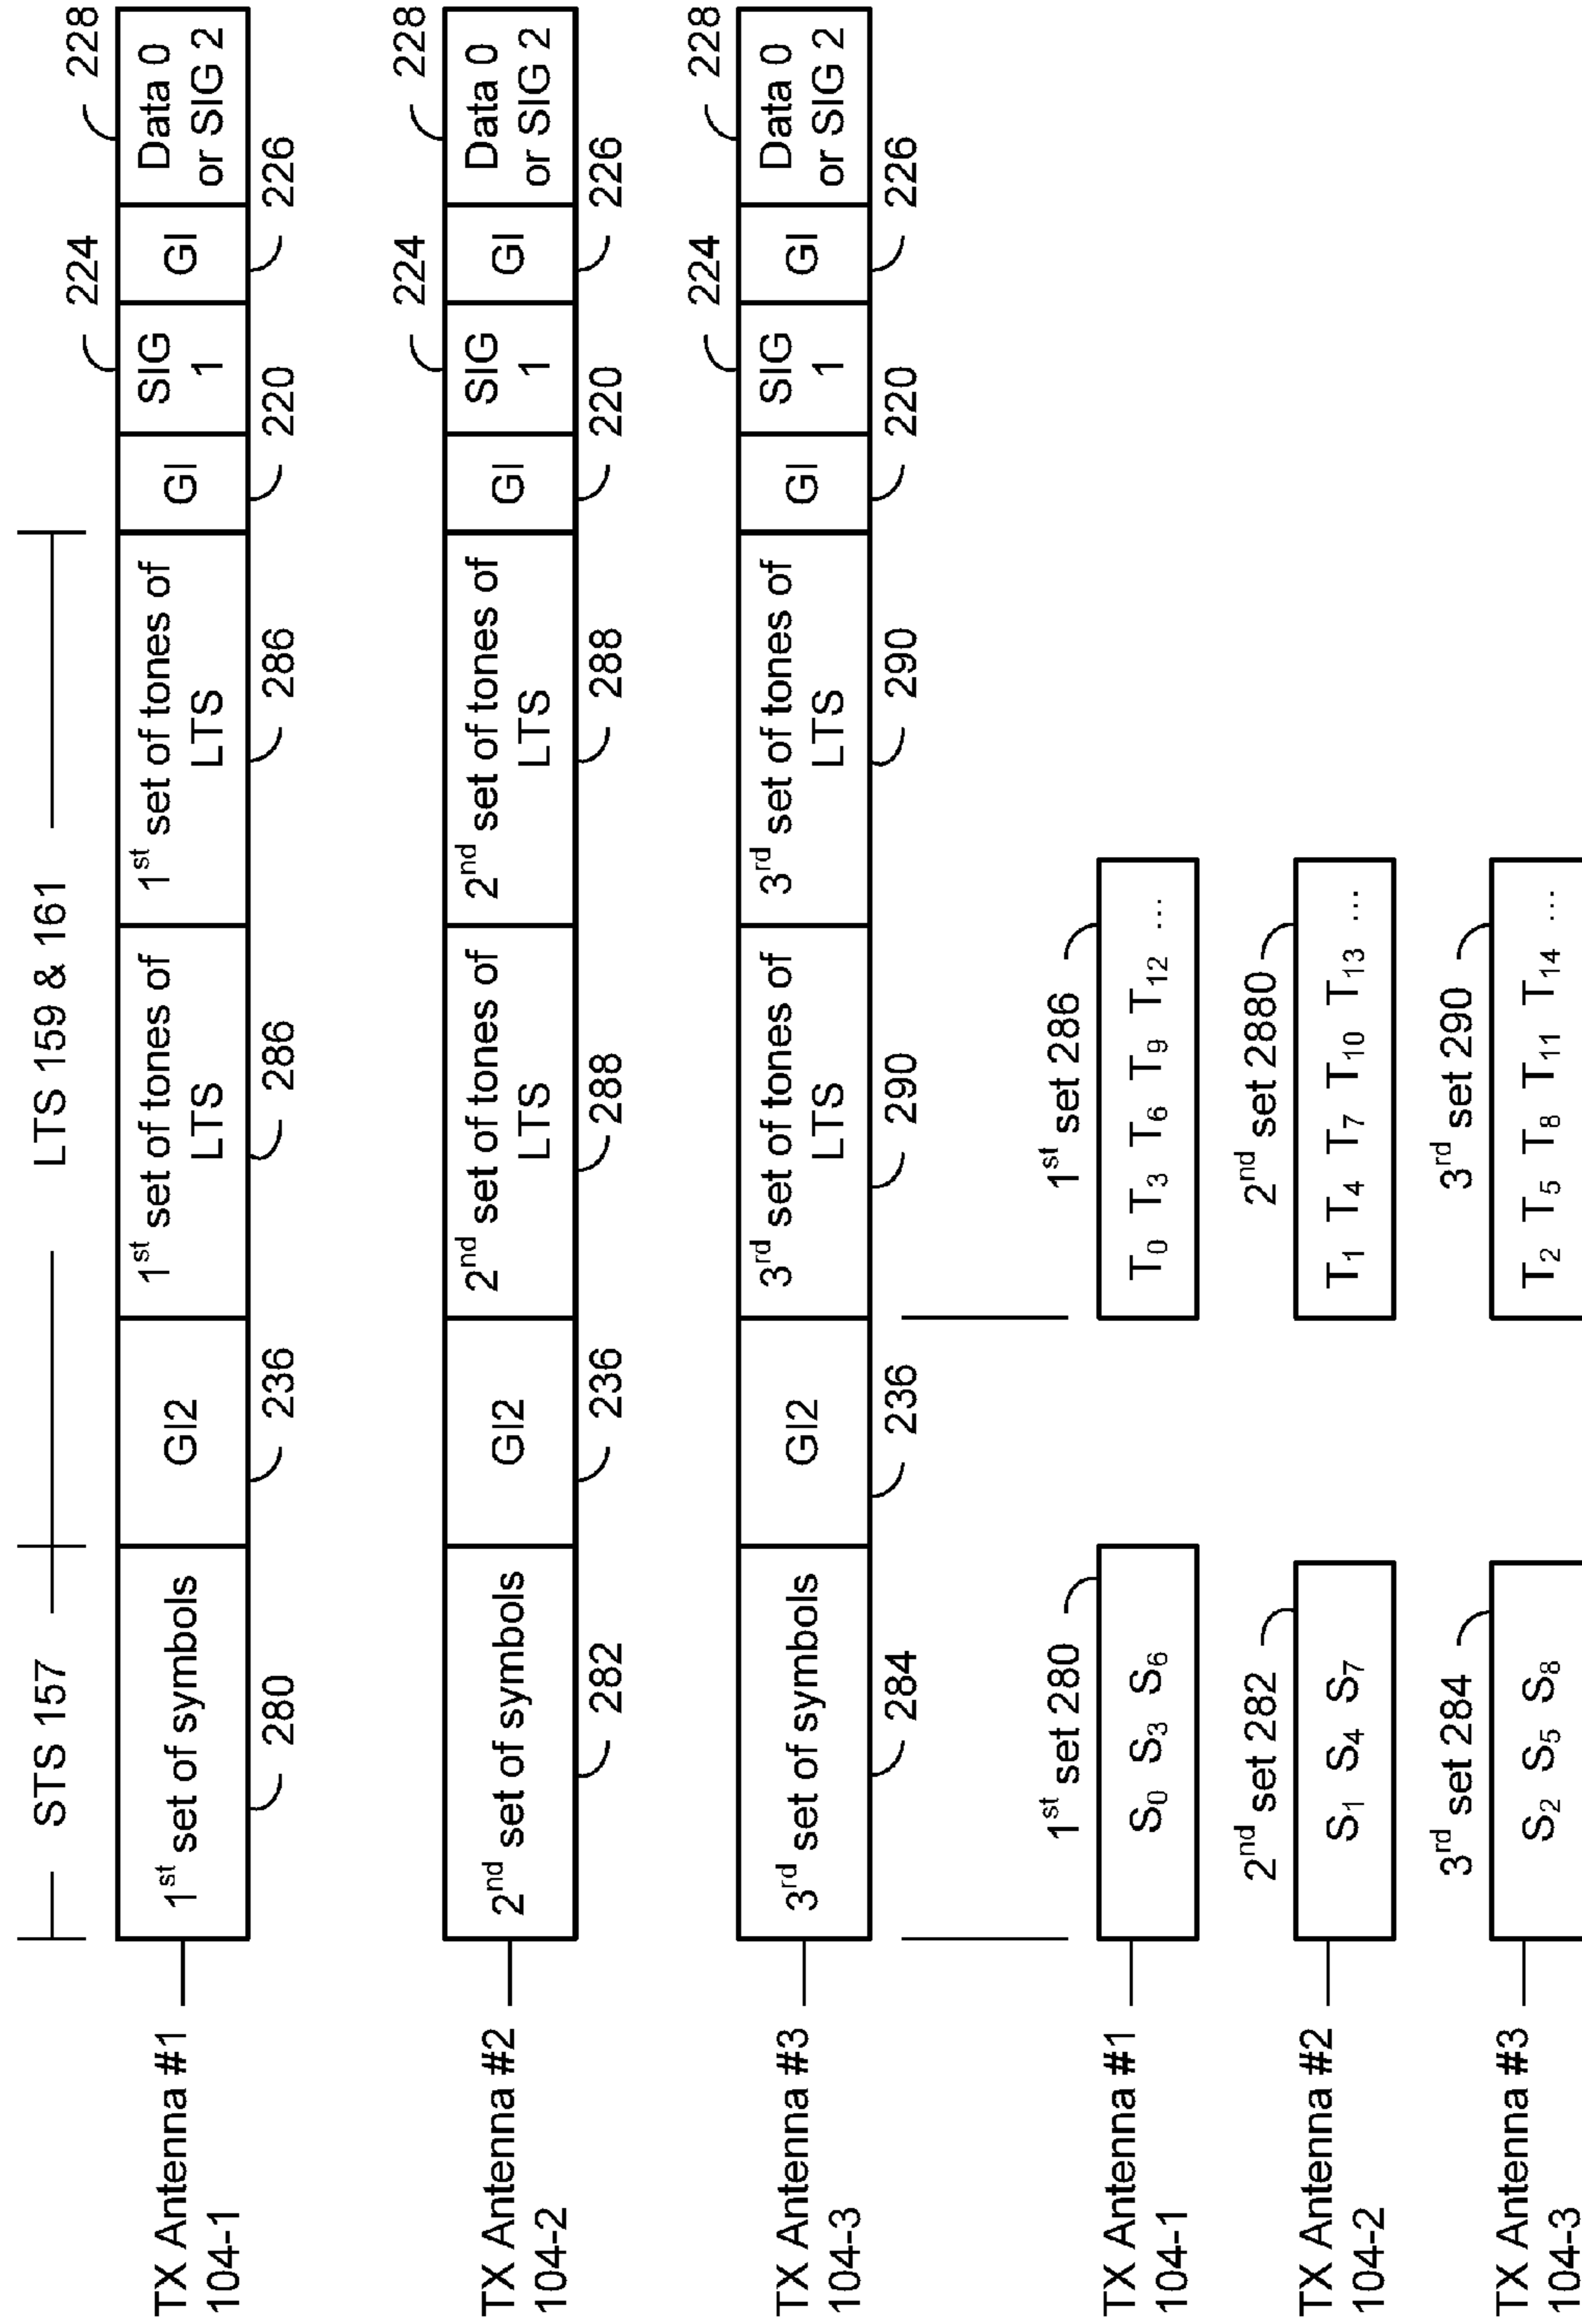 STS 157
LTS 159 & 161
TX Antenna #1
104-1
1st set of symbols
GI2
1st set of tones of
LTS
1st set of tones of
LTS
GI
SIG
1
GI
Data 0
or SIG 2
280
236
286
286
220
224
226
228
TX Antenna #2
104-2
2nd set of symbols
GI2
2nd set of tones of
LTS
2nd set of tones of
LTS
GI
SIG
1
GI
Data 0
or SIG 2
282
236
288
288
220
224
226
228
TX Antenna #3
104-3
3rd set of symbols
GI2
3rd set of tones of
LTS
3rd set of tones of
LTS
GI
SIG
1
GI
Data 0
or SIG 2
284
236
290
290
220
224
226
228
TX Antenna #1
104-1
1st set 280
S0 S3 S6
1st set 286
T0 T3 T6 T9 T12 ...
TX Antenna #2
104-2
2nd set 282
S1 S4 S7
2nd set 2880
T1 T4 T7 T10 T13 ...
TX Antenna #3
104-3
3rd set 284
S2 S5 S8
3rd set 290
T2 T5 T8 T11 T14 ...